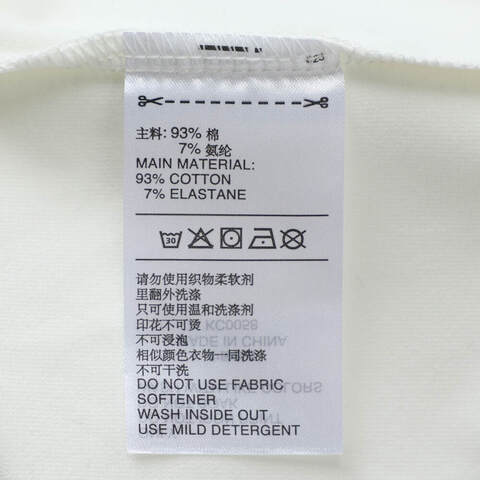 主料: 93% 棉
7% 氨纶
MAIN MATERIAL:
93% COTTON
7% ELASTANE
30
请勿使用织物柔软剂
里翻外洗涤
只可使用温和洗涤剂
印花不可烫
不可浸泡
相似颜色衣物一同洗涤
不可干洗
DO NOT USE FABRIC
SOFTENER
WASH INSIDE OUT
USE MILD DETERGENT